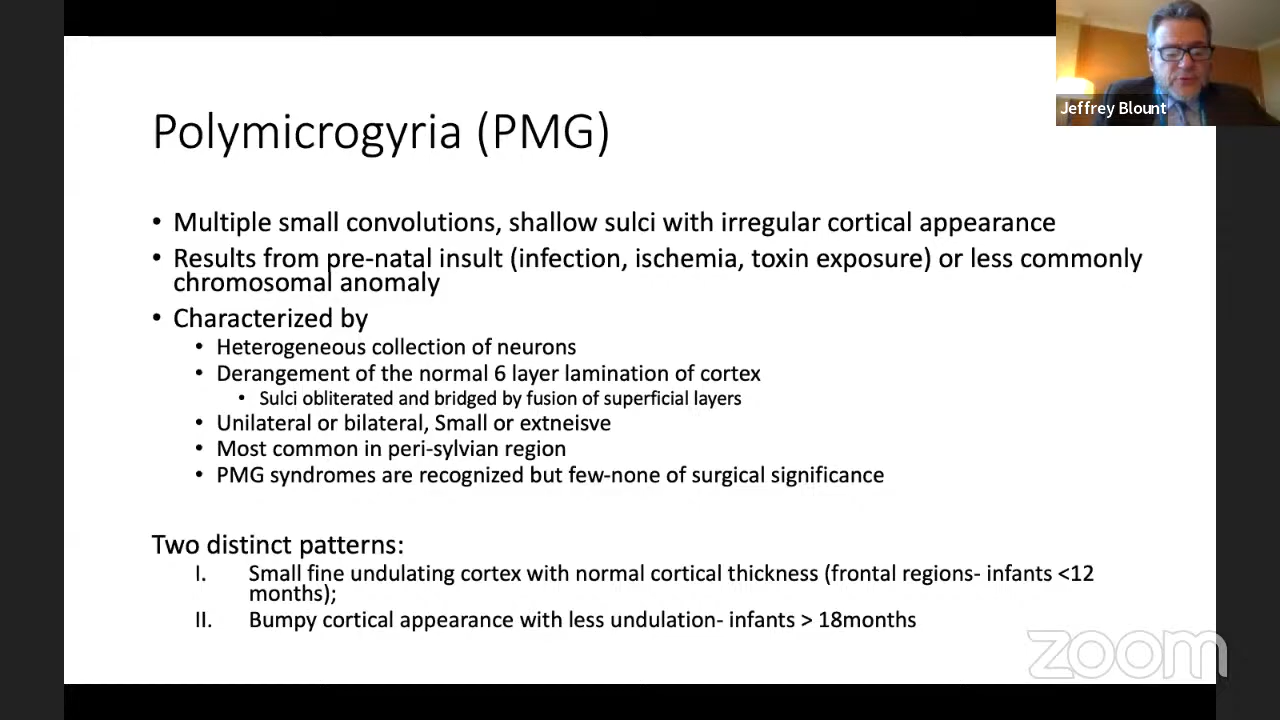 Jeffrey Blount
Polymicrogyria (PMG)
• Multiple small convolutions, shallow sulci with irregular cortical appearance
• Results from pre-natal insult (infection, ischemia, toxin exposure) or less commonly
chromosomal anomaly
• Characterized by
• Heterogeneous collection of neurons
• Derangement of the normal 6 layer lamination of cortex
• Sulci obliterated and bridged by fusion of superficial layers
• Unilateral or bilateral, Small or extneisve
• Most common in peri-sylvian region
• PMG syndromes are recognized but few-none of surgical significance
Two distinct patterns:
I. Small fine undulating cortex with normal cortical thickness (frontal regions- infants <12
months);
II. Bumpy cortical appearance with less undulation- infants > 18months
zoom